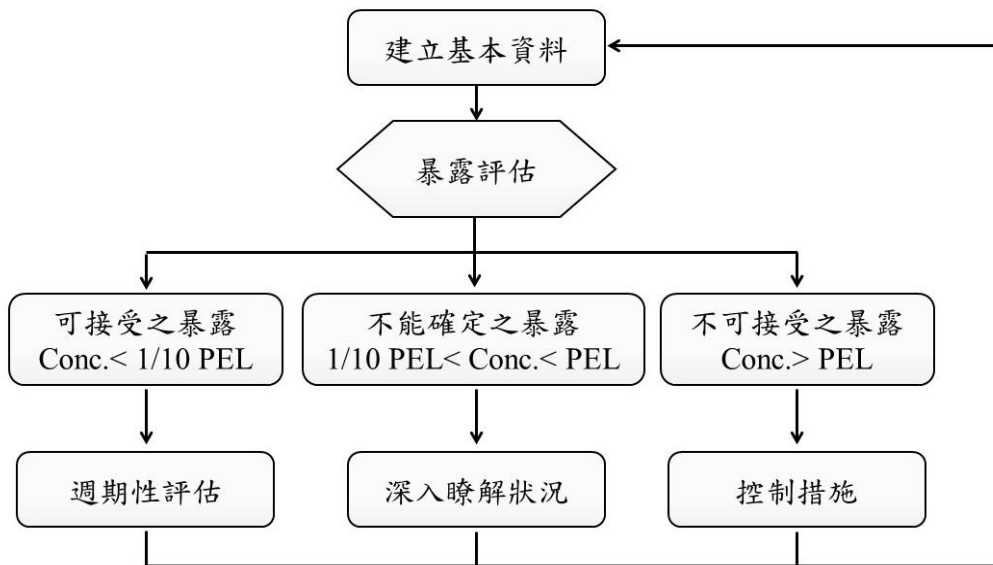 建立基本資料
暴露評估
可接受之暴露
Conc.< 1/10 PEL
不能確定之暴露
1/10 PEL< Conc.< PEL
不可接受之暴露
Conc.> PEL
週期性評估
深入瞭解狀況
控制措施